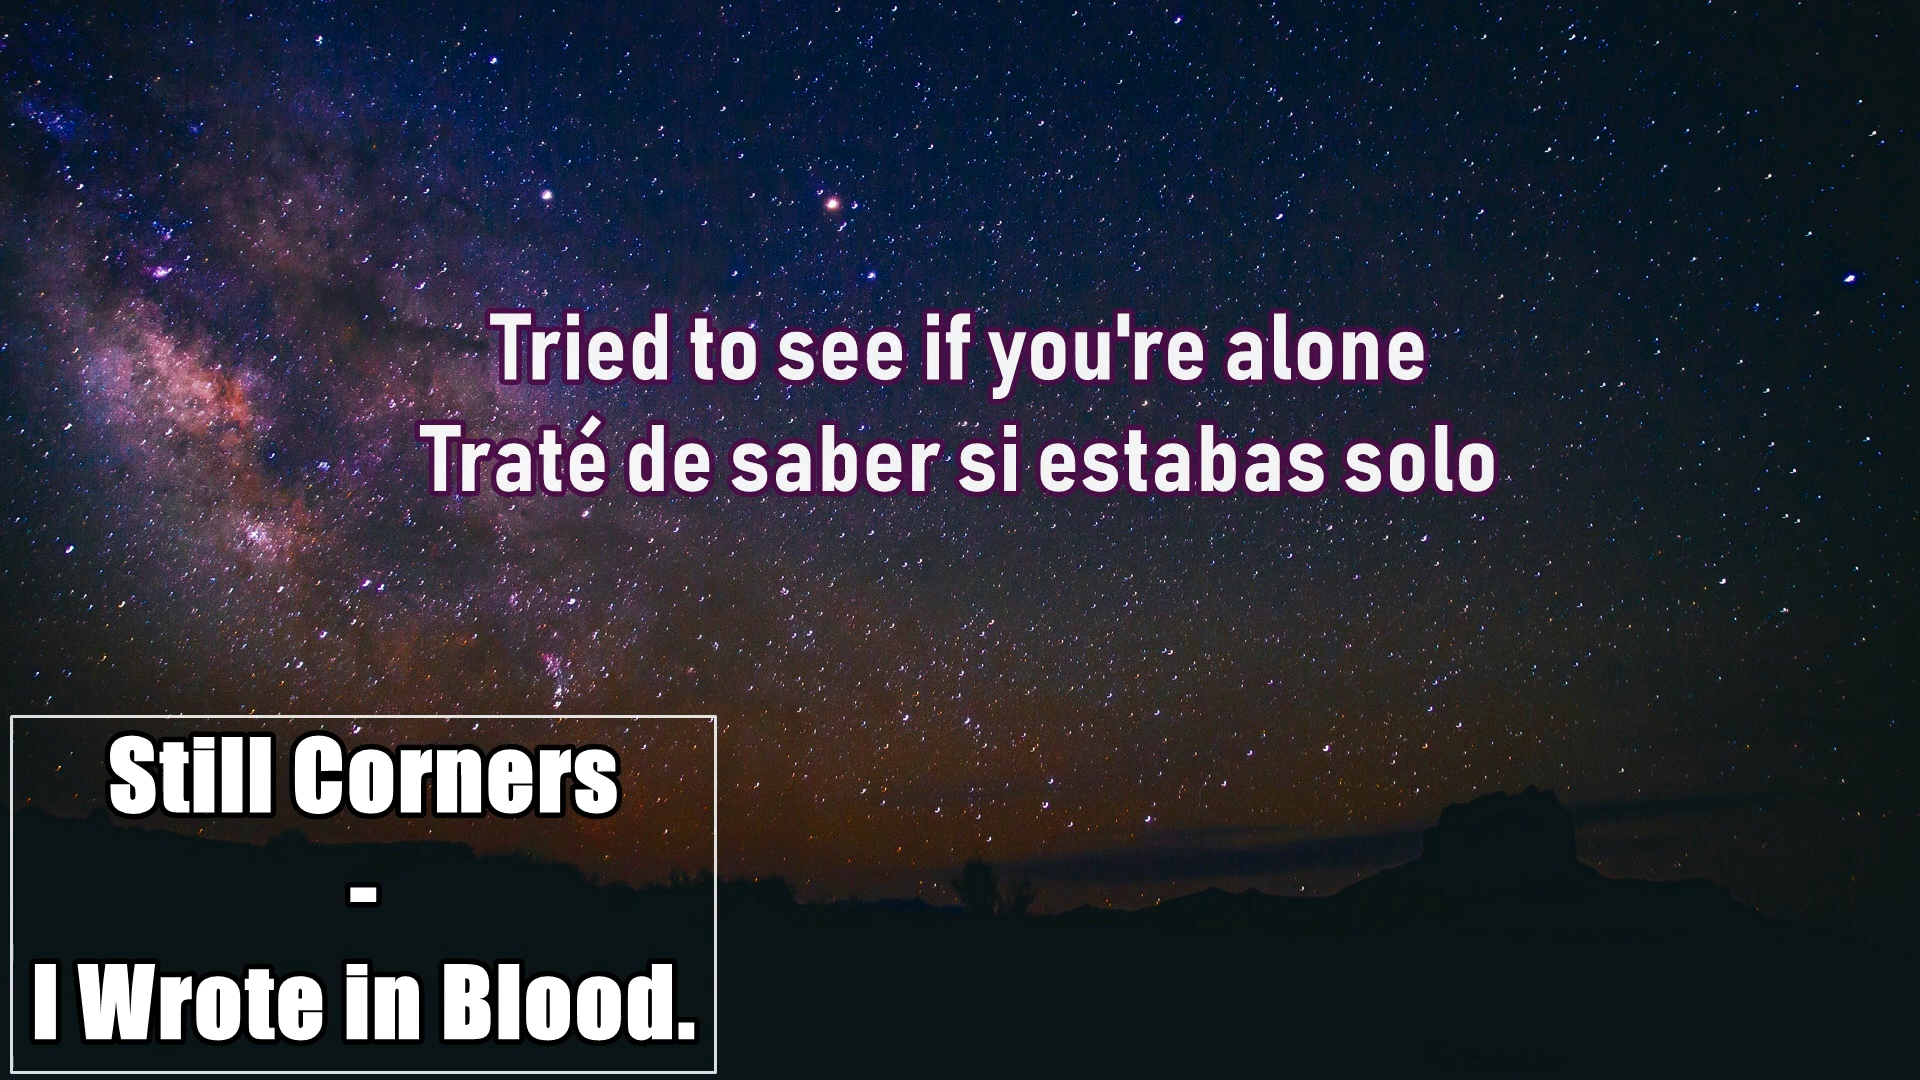 Tried to see if you're alone
Traté de saber si estabas solo
Still Corners
-
I Wrote in Blood.